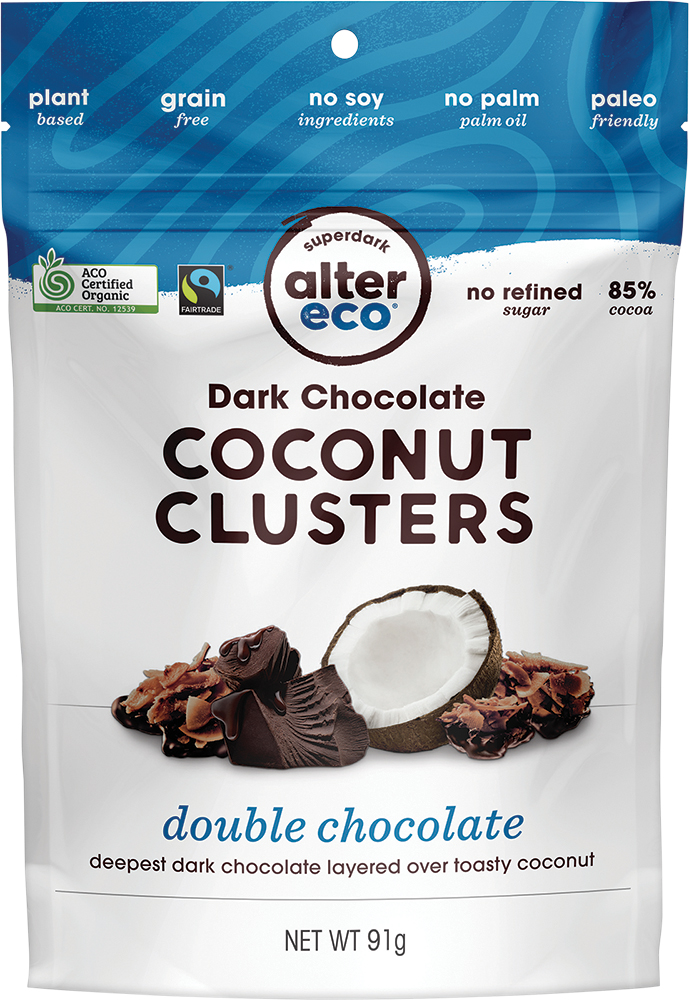 plant grain no soy no palm paleo
based free ingredients palm oil friendly
superdark
alter
eco®
ACO
Certified
Organic
ACO CERT. NO. 12539
FAIRTRADE
®
no refined 85%
sugar cocoa
Dark Chocolate
COCONUT
CLUSTERS
double chocolate
deepest dark chocolate layered over toasty coconut
NET WT 91g